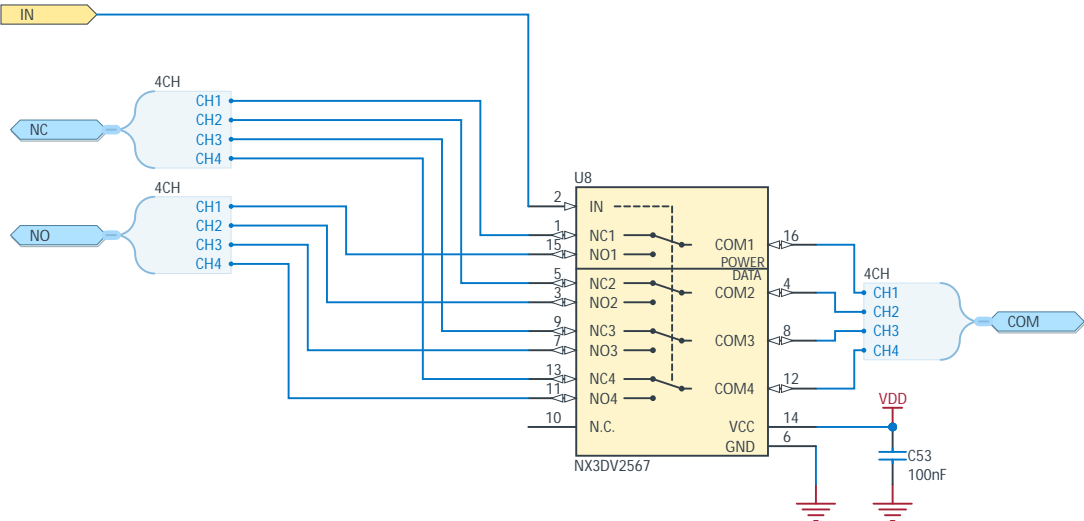 IN
4CH
CH1
CH2
NC
CH3
CH4
4CH
CH1
CH2
NO
CH3
CH4
U8
2
IN
1
NC1
COM1
16
15
NO1
POWER
DATA
5
NC2
COM2
4
3
NO2
9
NC3
COM3
8
7
NO3
13
NC4
COM4
12
11
NO4
10
N.C.
VCC
14
GND
6
NX3DV2567
4CH
CH1
CH2
CH3
CH4
COM
VDD
C53
100nF